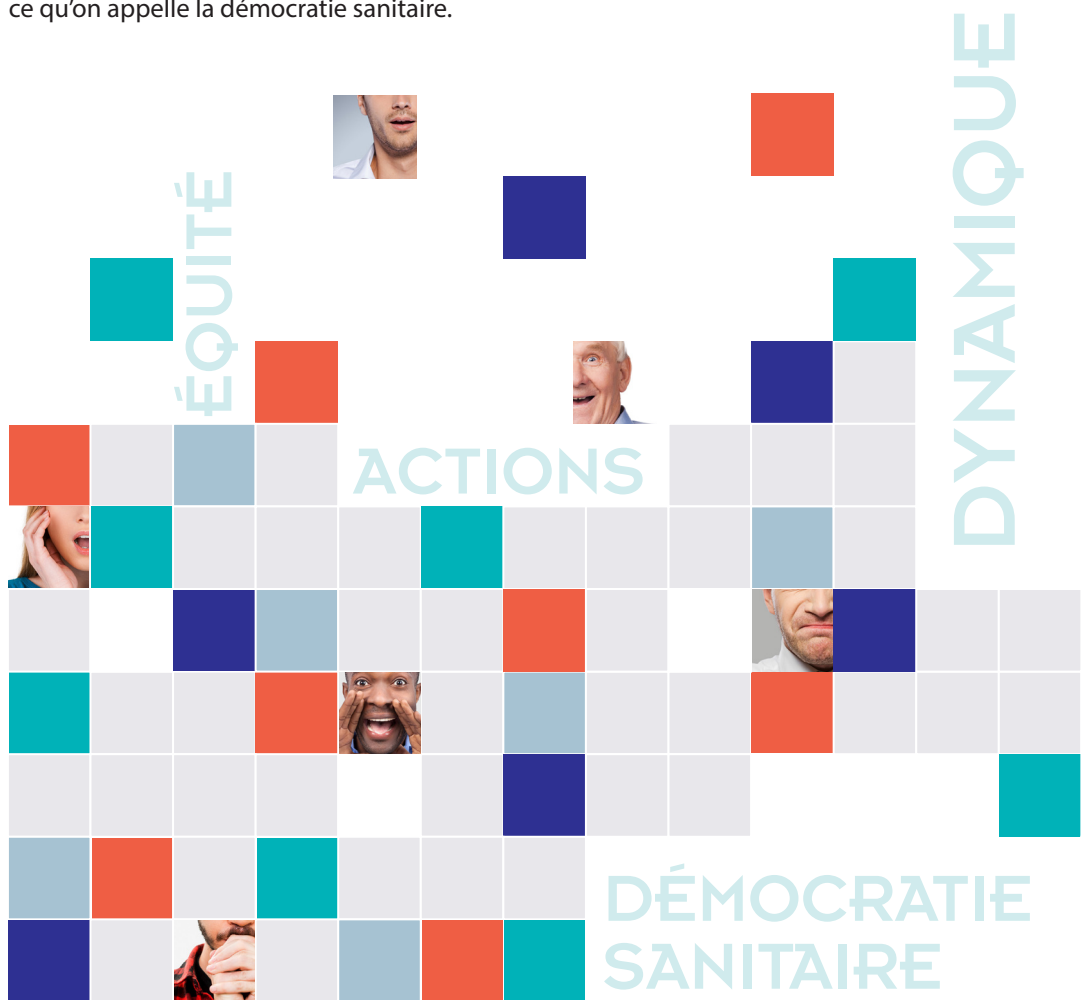 ce qu'on appelle la démocratie sanitaire.
DYNAMIQUE
ÉQUITÉ
ACTIONS
DÉMOCRATIE
SANITAIRE